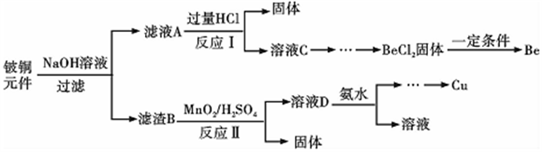 铍铜元件
NaOH溶液
过滤
滤液A
过量HCl
反应Ⅰ
固体
溶液C
···
BeCl₂固体
一定条件
Be
滤渣B
MnO₂/H₂SO₄
反应Ⅱ
溶液D
氨水
···
Cu
溶液
固体